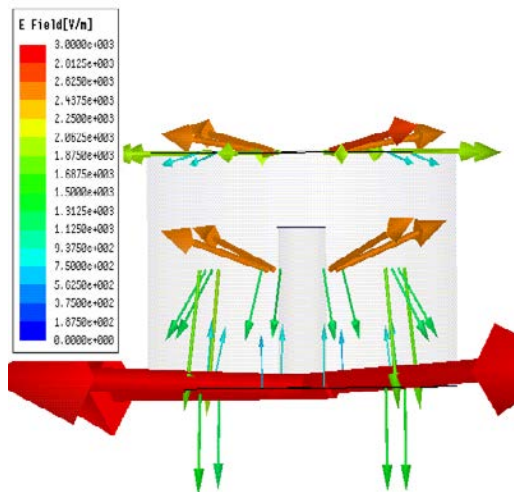 E Field[V/m]
3.0000e+003
2.8125e+003
2.6250e+003
2.4375e+003
2.2500e+003
2.0625e+003
1.8750e+003
1.6875e+003
1.5000e+003
1.3125e+003
1.1250e+003
9.3750e+002
7.5000e+002
5.6250e+002
3.7500e+002
1.8750e+002
0.0000e+000